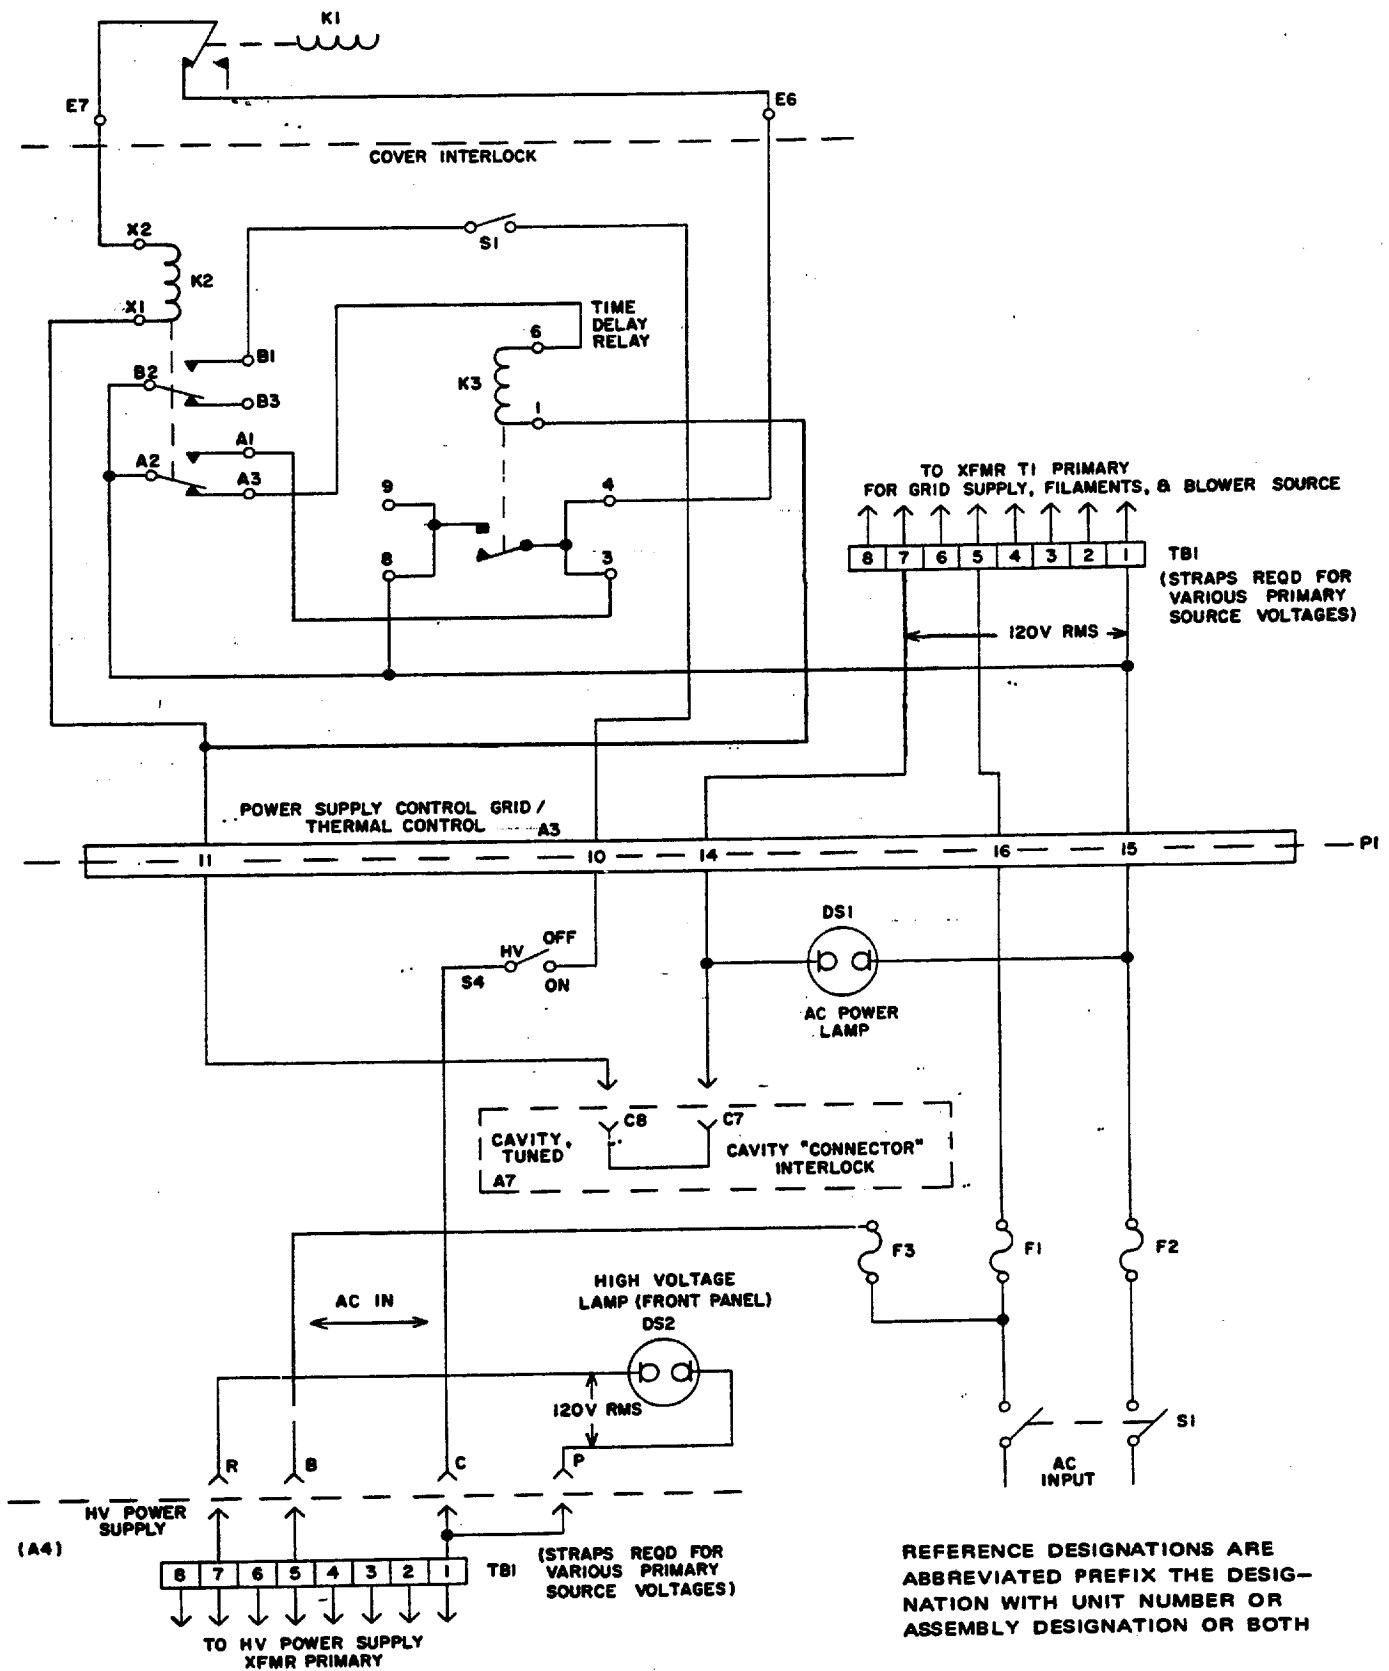 K1
E7
E6
COVER INTERLOCK
X2
S1
K2
X1
TIME
DELAY
RELAY
6
B1
K3
B2
B3
1
A1
A2
A3
9
4
8
3
TO XFMR T1 PRIMARY
FOR GRID SUPPLY, FILAMENTS, & BLOWER SOURCE
8 7 6 5 4 3 2 1
TB1
(STRAPS REQD FOR
VARIOUS PRIMARY
SOURCE VOLTAGES)
120V RMS
POWER SUPPLY CONTROL GRID/
THERMAL CONTROL A3
11 10 14 16 15
P1
DS1
OFF
HV
S4
ON
AC POWER
LAMP
C8
C7
CAVITY,
TUNED
CAVITY "CONNECTOR"
INTERLOCK
A7
F3
F1
F2
HIGH VOLTAGE
LAMP (FRONT PANEL)
DS2
AC IN
120V RMS
S1
AC
INPUT
R
B
C
P
HV POWER
SUPPLY
(A4)
8 7 6 5 4 3 2 1
TB1
(STRAPS REQD FOR
VARIOUS PRIMARY
SOURCE VOLTAGES)
TO HV POWER SUPPLY
XFMR PRIMARY
REFERENCE DESIGNATIONS ARE
ABBREVIATED PREFIX THE DESIG-
NATION WITH UNIT NUMBER OR
ASSEMBLY DESIGNATION OR BOTH